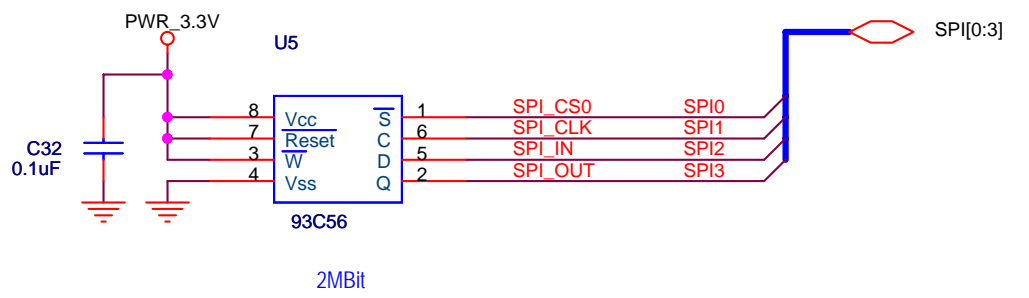 PWR_3.3V
SPI[0:3]
U5
8 Vcc S 1 SPI_CS0 SPI0
7 Reset C 6 SPI_CLK SPI1
3 W D 5 SPI_IN SPI2
4 Vss Q 2 SPI_OUT SPI3
C32
0.1uF
93C56
2MBit